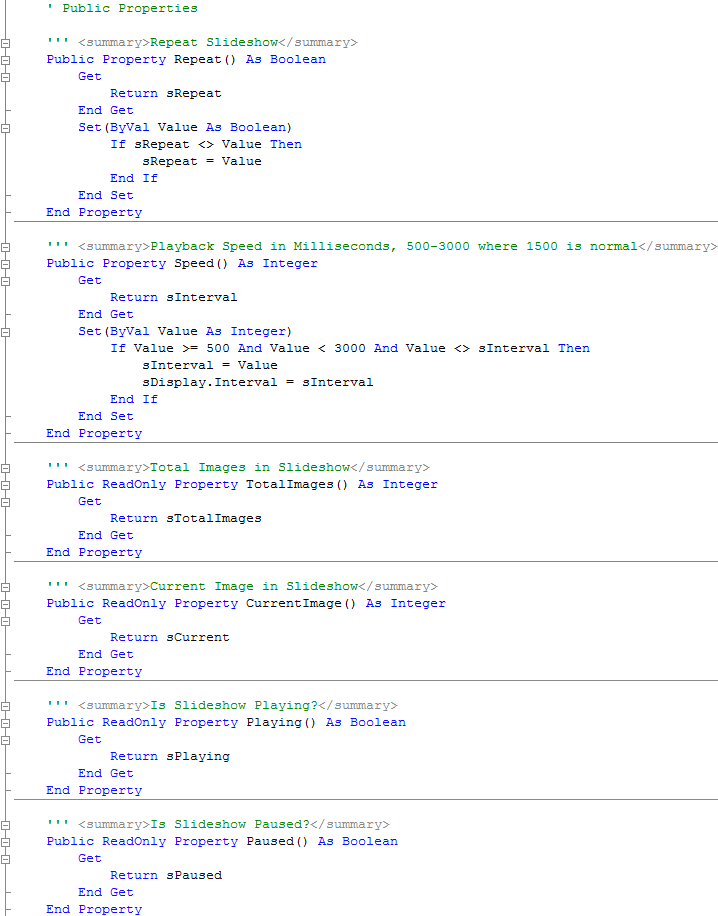 ' Public Properties
''' <summary>Repeat Slideshow</summary>
Public Property Repeat() As Boolean
Get
Return sRepeat
End Get
Set(ByVal Value As Boolean)
If sRepeat <> Value Then
sRepeat = Value
End If
End Set
End Property
''' <summary>Playback Speed in Milliseconds, 500-3000 where 1500 is normal</summary>
Public Property Speed() As Integer
Get
Return sInterval
End Get
Set(ByVal Value As Integer)
If Value >= 500 And Value < 3000 And Value <> sInterval Then
sInterval = Value
sDisplay.Interval = sInterval
End If
End Set
End Property
''' <summary>Total Images in Slideshow</summary>
Public ReadOnly Property TotalImages() As Integer
Get
Return sTotalImages
End Get
End Property
''' <summary>Current Image in Slideshow</summary>
Public ReadOnly Property CurrentImage() As Integer
Get
Return sCurrent
End Get
End Property
''' <summary>Is Slideshow Playing?</summary>
Public ReadOnly Property Playing() As Boolean
Get
Return sPlaying
End Get
End Property
''' <summary>Is Slideshow Paused?</summary>
Public ReadOnly Property Paused() As Boolean
Get
Return sPaused
End Get
End Property